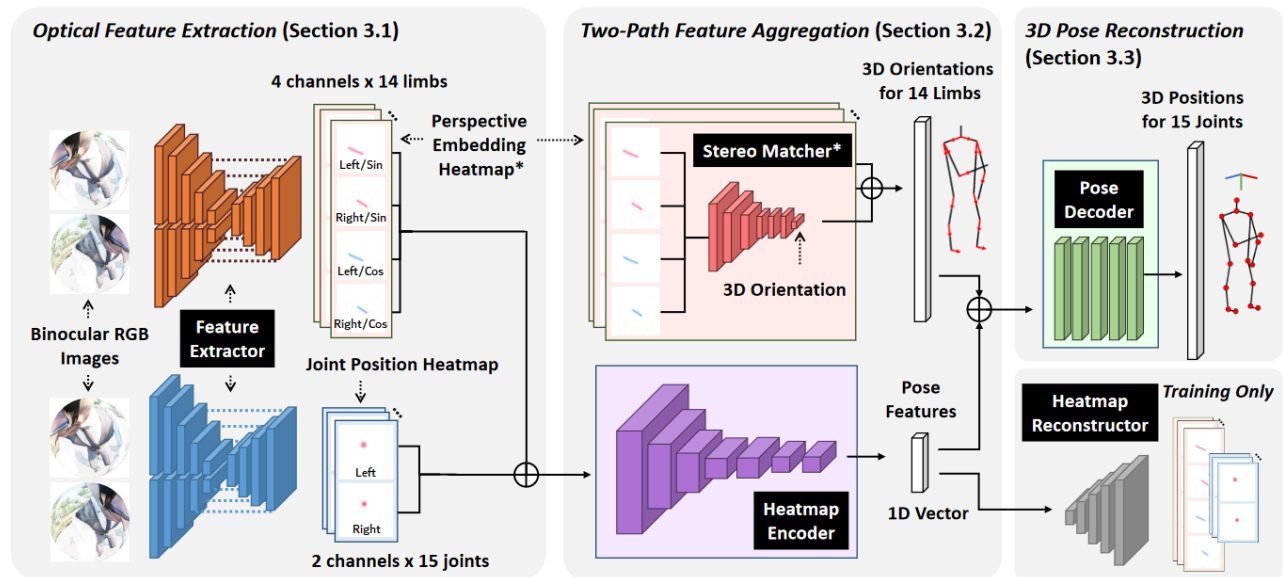 Optical Feature Extraction (Section 3.1)
4 channels x 14 limbs
Left/Sin
Right/Sin
Left/Cos
Right/Cos
Perspective
Embedding
Heatmap*
Binocular RGB
Images
Feature
Extractor
Joint Position Heatmap
Left
Right
2 channels x 15 joints
Two-Path Feature Aggregation (Section 3.2)
Stereo Matcher*
3D Orientation
3D Orientations
for 14 Limbs
Heatmap
Encoder
Pose
Features
1D Vector
3D Pose Reconstruction
(Section 3.3)
3D Positions
for 15 Joints
Pose
Decoder
Training Only
Heatmap
Reconstructor